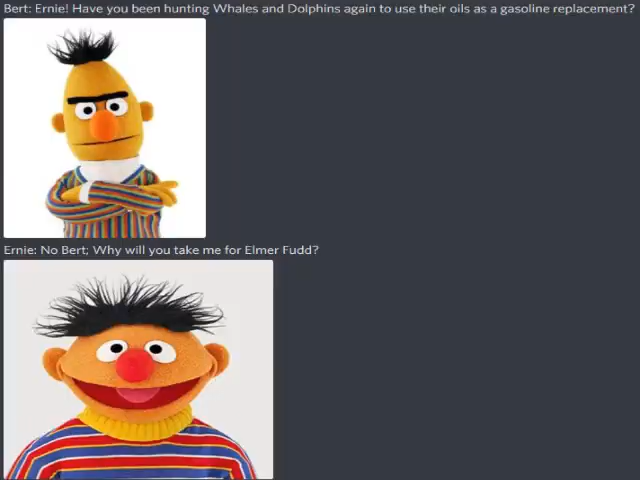 Bert: Ernie! Have you been hunting Whales and Dolphins again to use their oils as a gasoline replacement?
Ernie: No Bert; Why will you take me for Elmer Fudd?